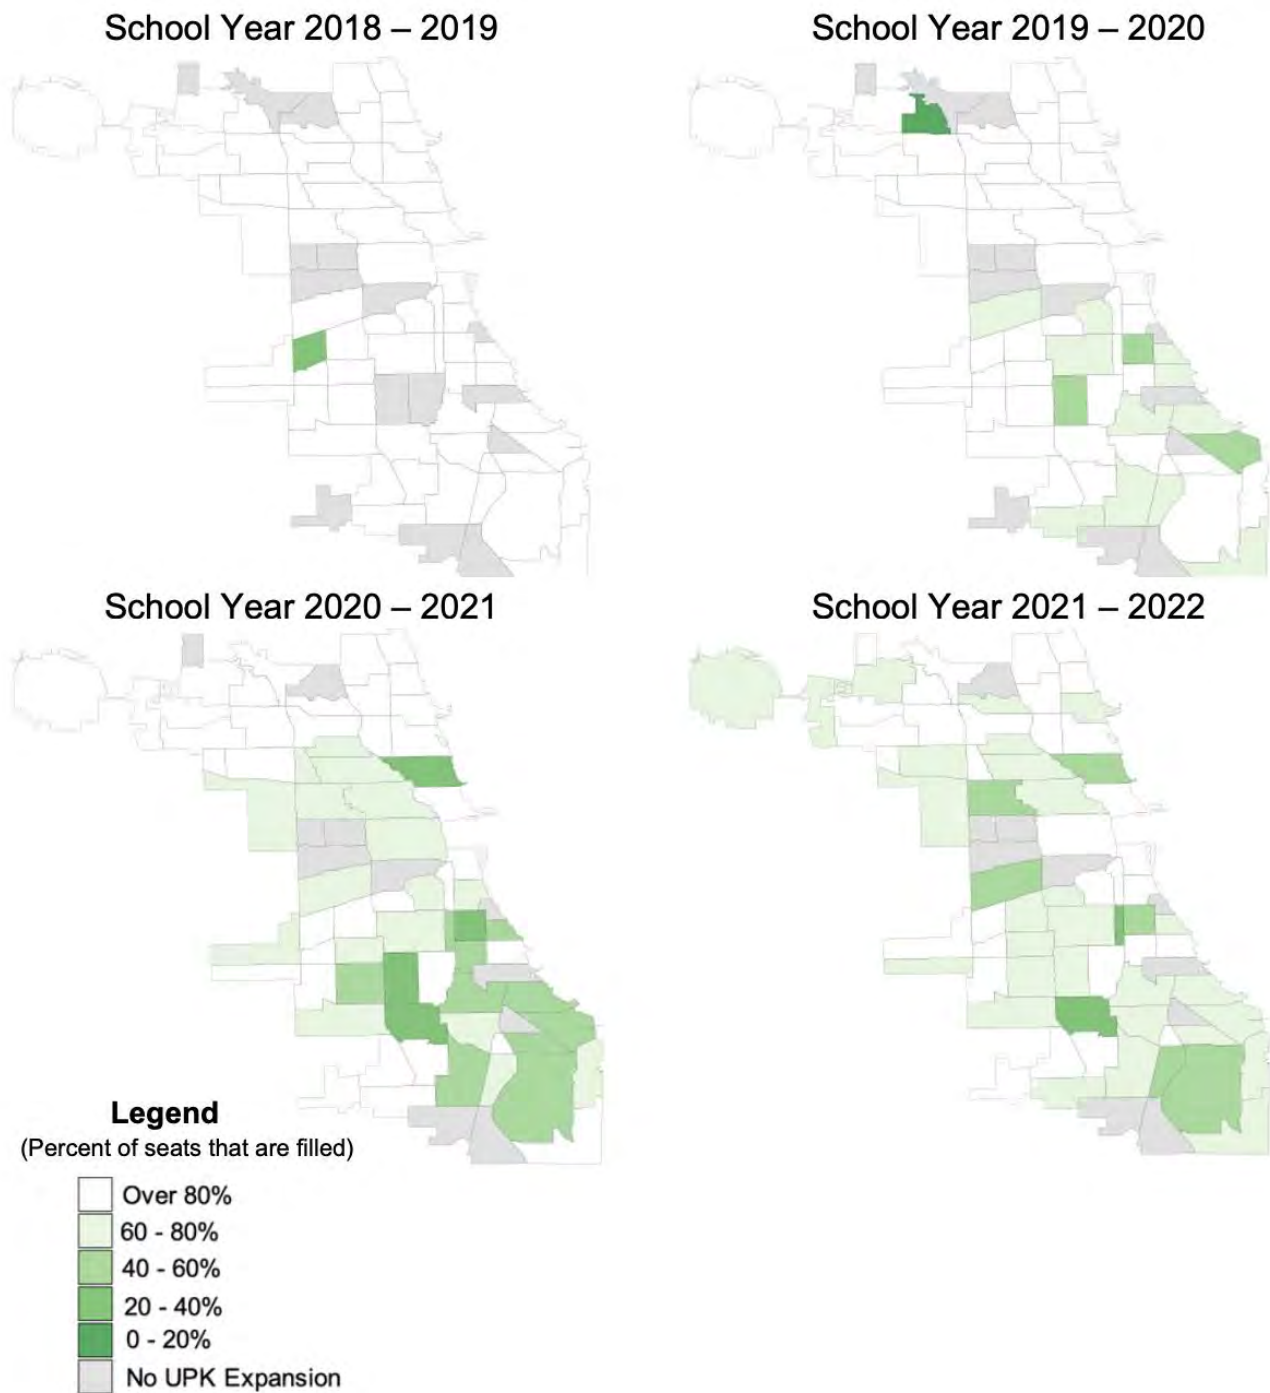 School Year 2018 – 2019
School Year 2019 – 2020
School Year 2020 – 2021
School Year 2021 – 2022
Legend
(Percent of seats that are filled)
Over 80%
60 - 80%
40 - 60%
20 - 40%
0 - 20%
No UPK Expansion